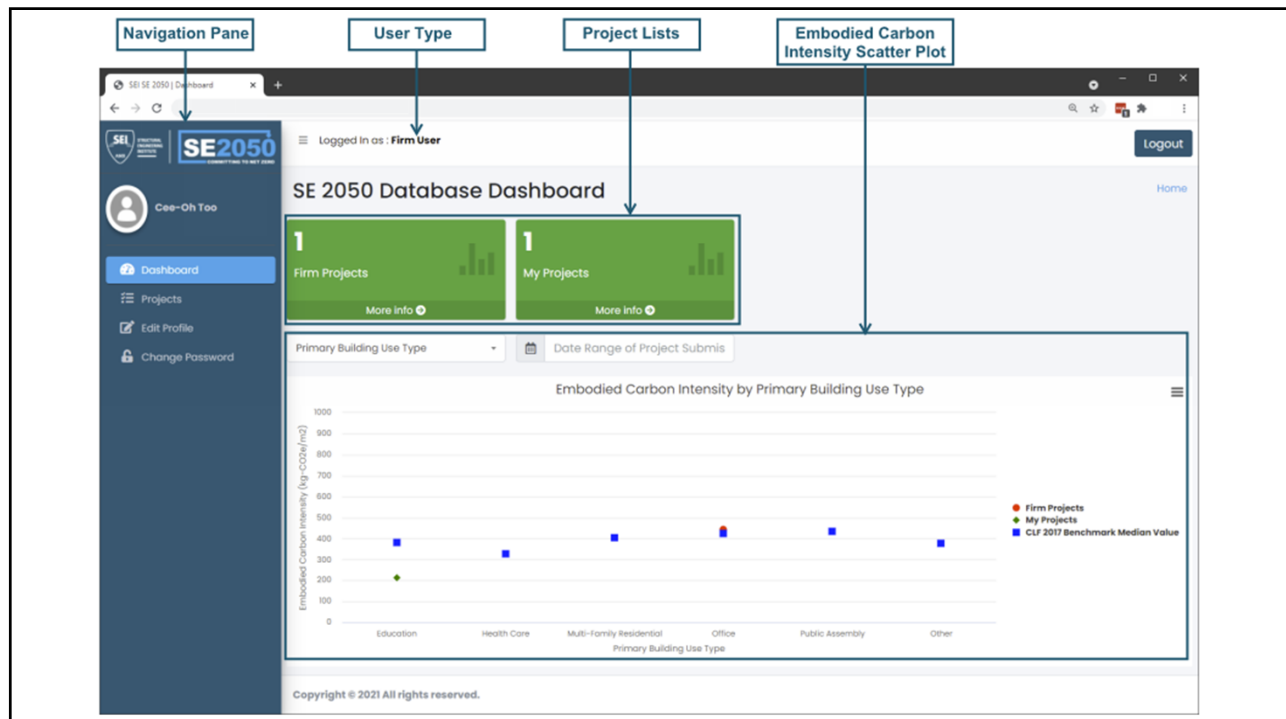 Navigation Pane
User Type
Project Lists
Embodied Carbon
Intensity Scatter Plot
SEI SE 2050 | Dashboard
SEI
STRUCTURAL
ENGINEERING
INSTITUTE
SE2050
COMMITTING TO NET ZERO
Logged In as : Firm User
Logout
Cee-Oh Too
SE 2050 Database Dashboard
Home
1
Firm Projects
More info
1
My Projects
More info
Dashboard
Projects
Edit Profile
Change Password
Primary Building Use Type
Date Range of Project Submis
Embodied Carbon Intensity by Primary Building Use Type
Embodied Carbon Intensity (kg-CO2e/m2)
1000
900
800
700
600
500
400
300
200
100
0
Education
Health Care
Multi-Family Residential
Office
Public Assembly
Other
Primary Building Use Type
Firm Projects
My Projects
CLF 2017 Benchmark Median Value
Copyright © 2021 All rights reserved.